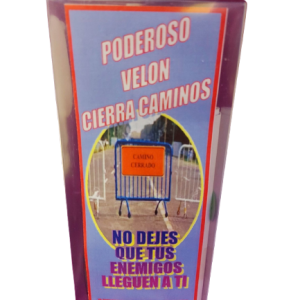 PODEROSO
VELON
CIERRA CAMINOS
CAMINO
CERRADO
NO DEJES
QUE TUS
ENEMIGOS
LLEGUEN A TI